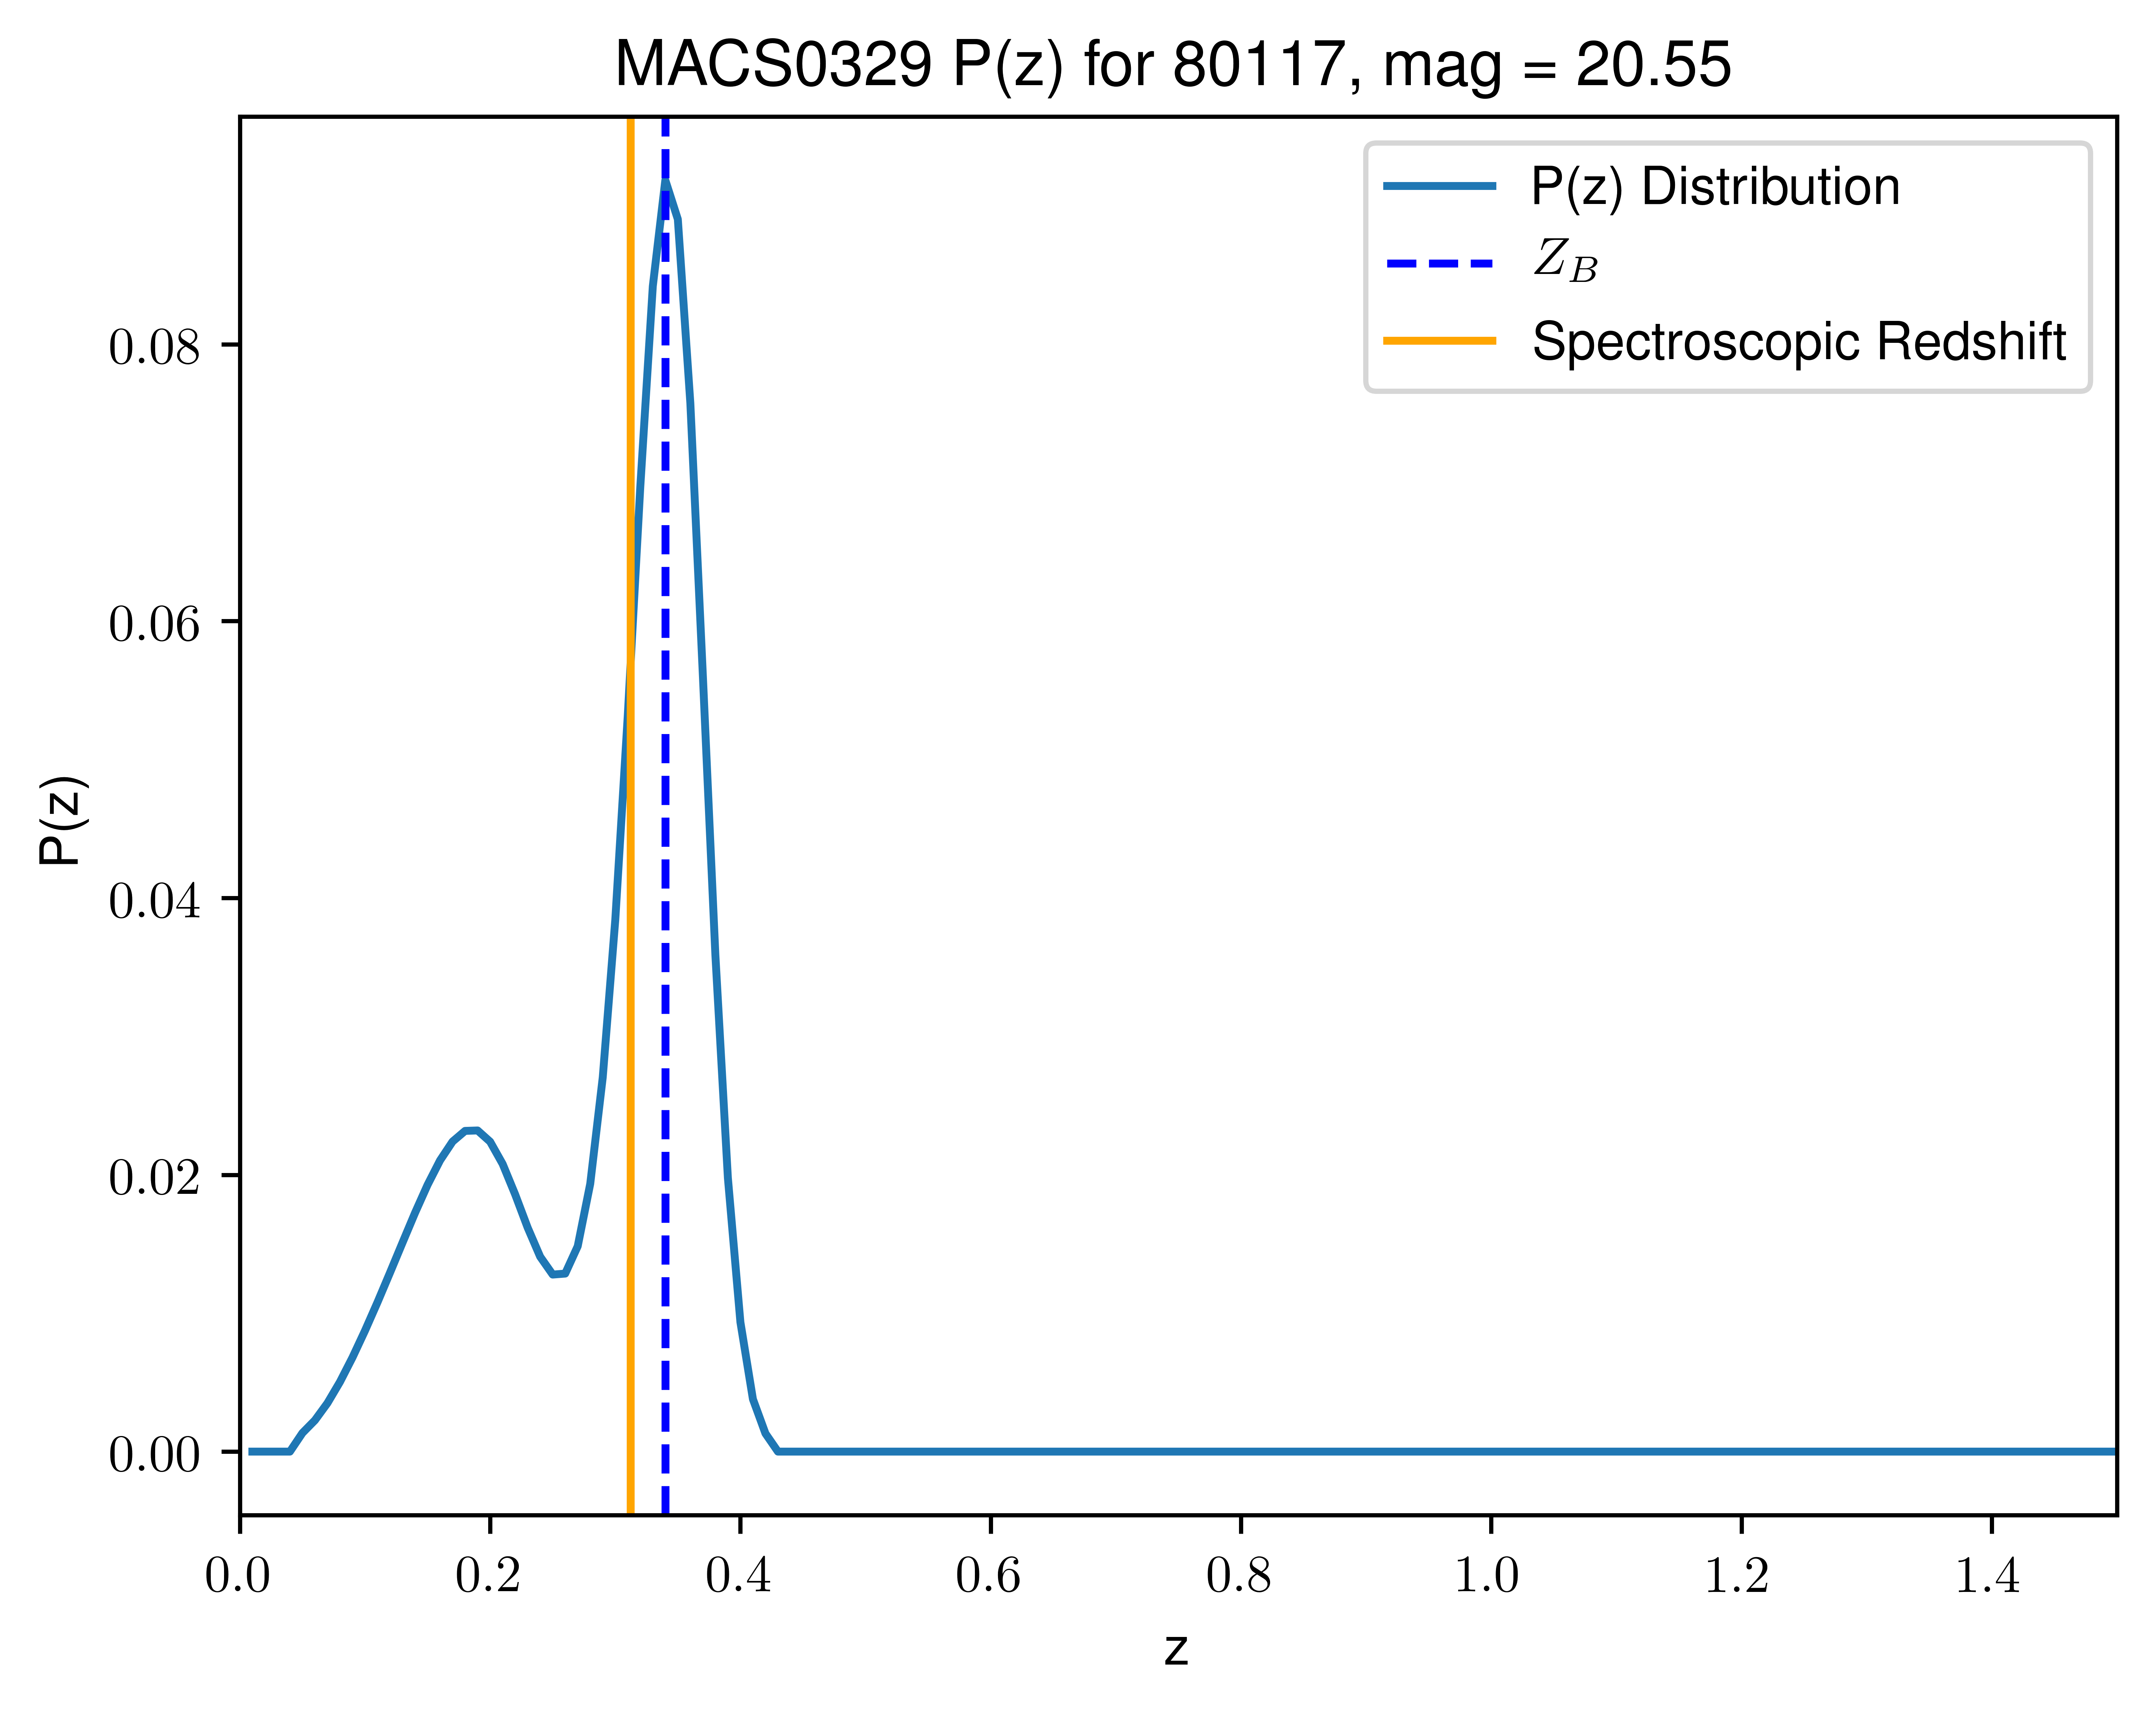 MACS0329 P(z) for 80117, mag = 20.55
P(z) Distribution
Z_B
Spectroscopic Redshift
0.08
0.06
0.04
0.02
0.00
P(z)
0.0 0.2 0.4 0.6 0.8 1.0 1.2 1.4
z